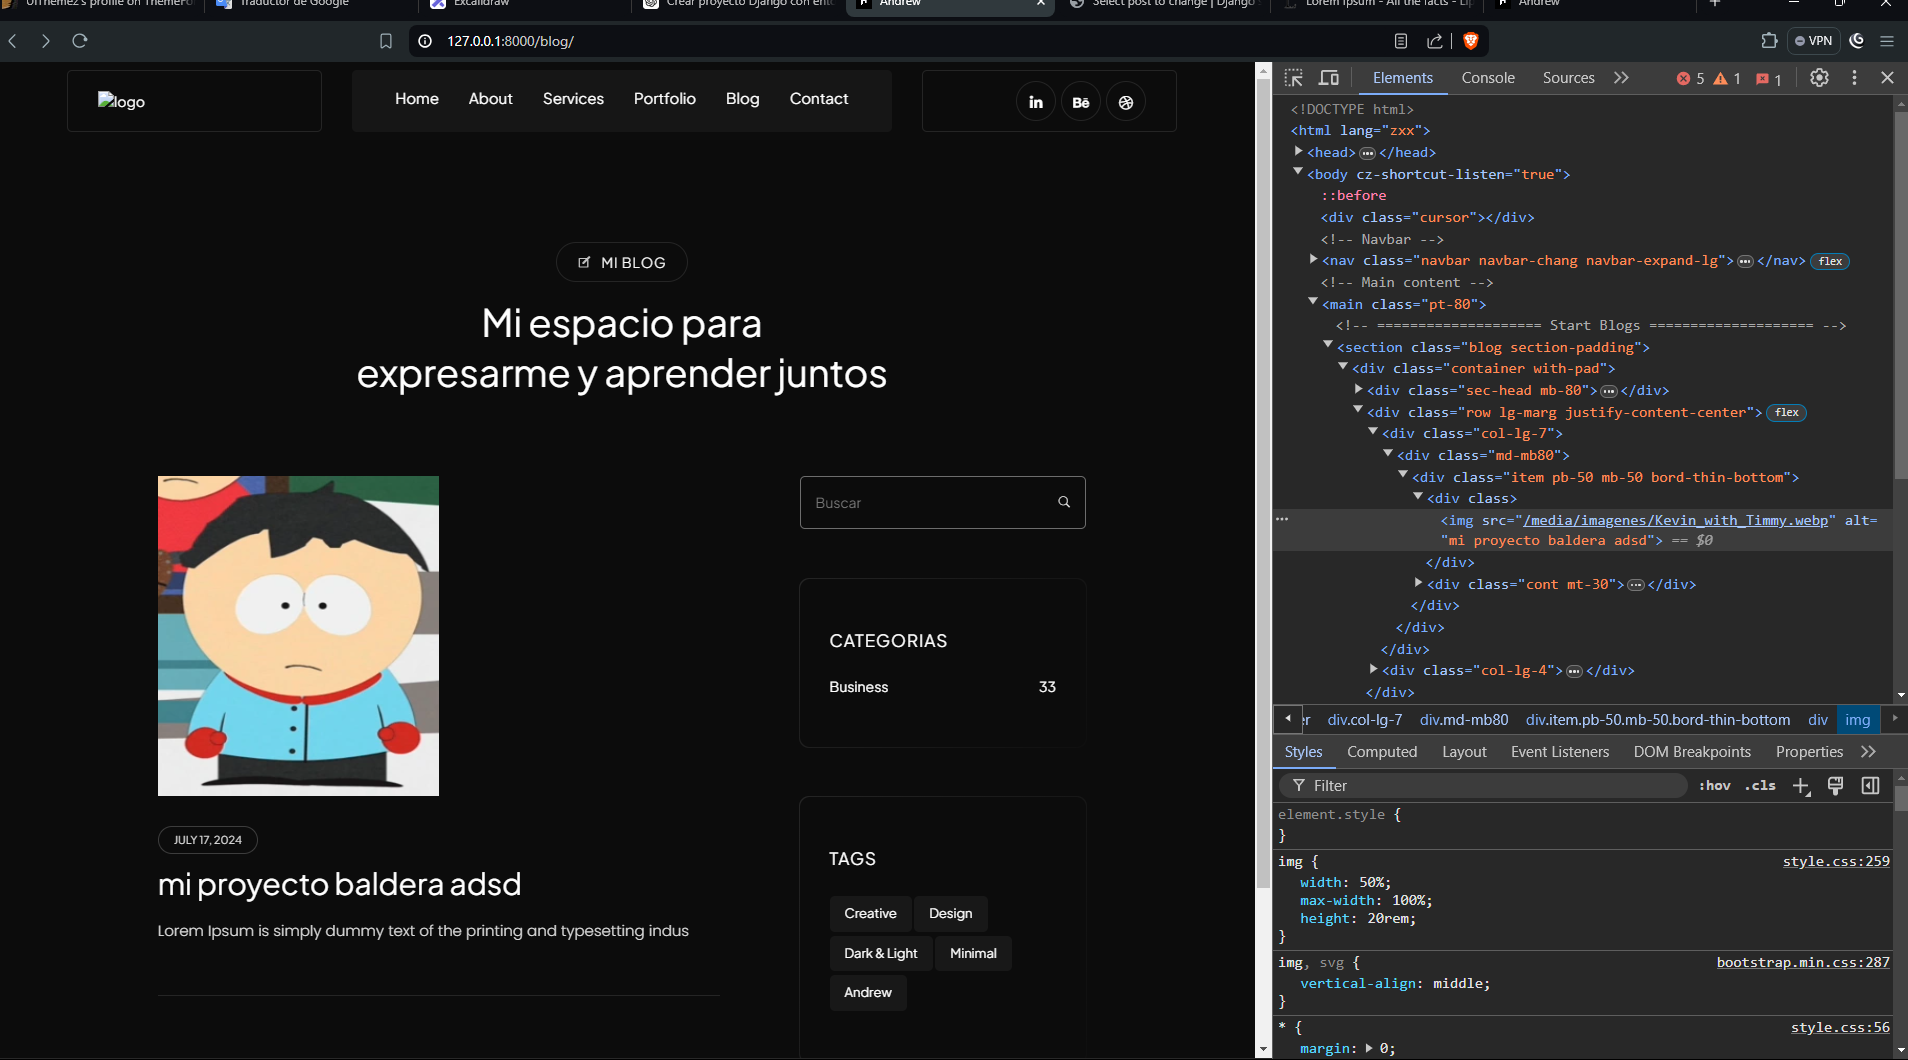 UiThemez's profile on ThemeFo
Traductor de Google
Excalidraw
Crear proyecto Django con ento
Andrew
Select post to change | Django
Lorem Ipsum - All the facts - Lip
Andrew
127.0.0.1:8000/blog/
VPN
logo
Home About Services Portfolio Blog Contact
in Bē
MI BLOG
Mi espacio para
expresarme y aprender juntos
Buscar
CATEGORIAS
Business 33
JULY 17, 2024
mi proyecto baldera adsd
Lorem Ipsum is simply dummy text of the printing and typesetting indus
TAGS
Creative Design
Dark & Light Minimal
Andrew
Elements Console Sources 5 1 1
<!DOCTYPE html>
<html lang="zxx">
<head> ••• </head>
<body cz-shortcut-listen="true">
::before
<div class="cursor"></div>
<!-- Navbar -->
<nav class="navbar navbar-chang navbar-expand-lg"> ••• </nav> flex
<!-- Main content -->
<main class="pt-80">
<!-- ==================== Start Blogs ==================== -->
<section class="blog section-padding">
<div class="container with-pad">
<div class="sec-head mb-80"> ••• </div>
<div class="row lg-marg justify-content-center"> flex
<div class="col-lg-7">
<div class="md-mb80">
<div class="item pb-50 mb-50 bord-thin-bottom">
<div class>
<img src="/media/imagenes/Kevin_with_Timmy.webp" alt=
"mi proyecto baldera adsd"> == $0
</div>
<div class="cont mt-30"> ••• </div>
</div>
</div>
</div>
<div class="col-lg-4"> ••• </div>
</div>
er div.col-lg-7 div.md-mb80 div.item.pb-50.mb-50.bord-thin-bottom div img
Styles Computed Layout Event Listeners DOM Breakpoints Properties
Filter :hov .cls
element.style {
}
img { style.css:259
width: 50%;
max-width: 100%;
height: 20rem;
}
img, svg { bootstrap.min.css:287
vertical-align: middle;
}
* { style.css:56
margin: 0;